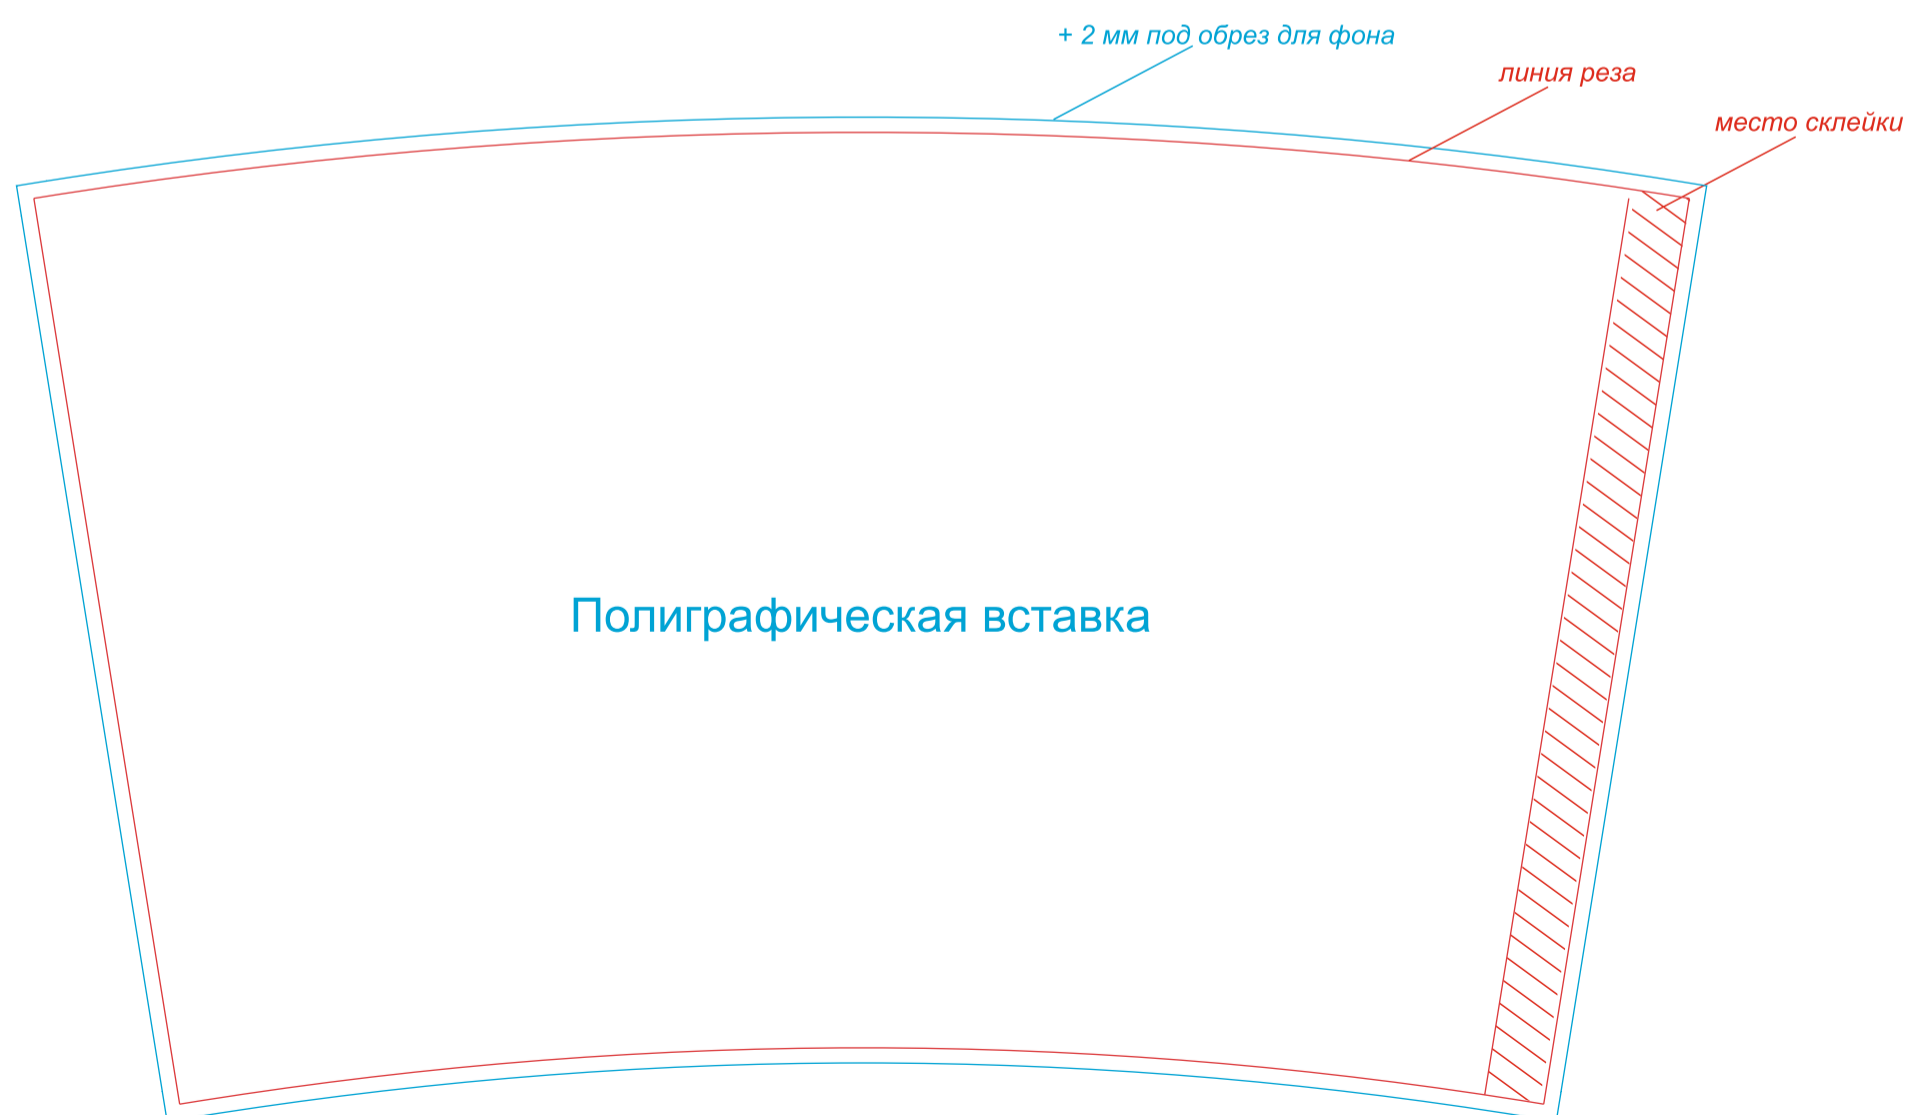 + 2 мм под обрез для фона
линия реза
место склейки
Полиграфическая вставка